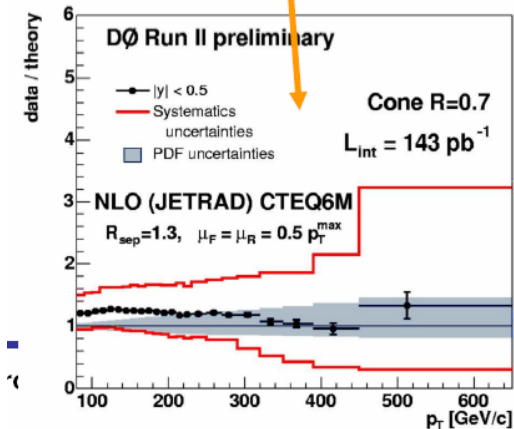 data / theory
6
5
4
3
2
1
0
DØ Run II preliminary
|y| < 0.5
Systematics
uncertainties
PDF uncertainties
Cone R=0.7
L_int = 143 pb^-1
NLO (JETRAD) CTEQ6M
R_sep=1.3, μ_F = μ_R = 0.5 p_T^max
100 200 300 400 500 600
p_T [GeV/c]